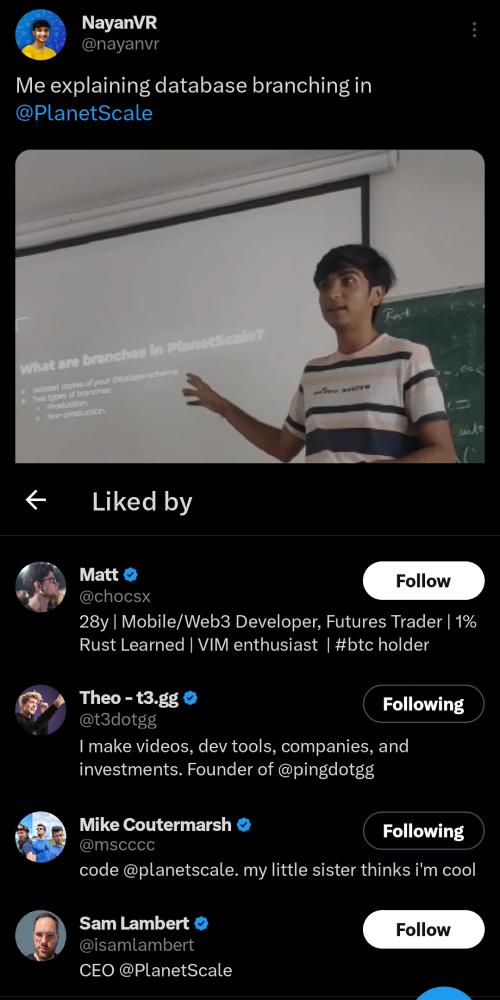 NayanVR
@nayanvr
Me explaining database branching in
@PlanetScale
What are branches in PlanetScale?
Isolated copies of your database schema.
Two types of branches:
Production.
Non-production.
Liked by
Matt
@chocsx
Follow
28y | Mobile/Web3 Developer, Futures Trader | 1%
Rust Learned | VIM enthusiast | #btc holder
Theo - t3.gg
@t3dotgg
Following
I make videos, dev tools, companies, and
investments. Founder of @pingdotgg
Mike Coutermarsh
@mscccc
Following
code @planetscale. my little sister thinks i'm cool
Sam Lambert
@isamlambert
Follow
CEO @PlanetScale